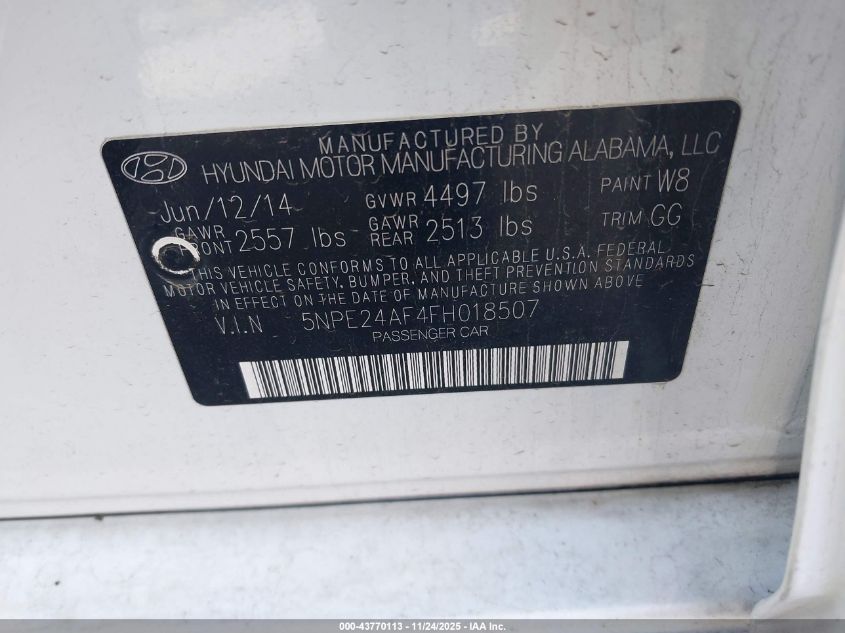 MANUFACTURED BY
HYUNDAI MOTOR MANUFACTURING ALABAMA, LLC
Jun/12/14 GVWR 4497 lbs PAINT W8
GAWR FRONT 2557 lbs GAWR REAR 2513 lbs TRIM GG
THIS VEHICLE CONFORMS TO ALL APPLICABLE U.S.A. FEDERAL
MOTOR VEHICLE SAFETY, BUMPER, AND THEFT PREVENTION STANDARDS
IN EFFECT ON THE DATE OF MANUFACTURE SHOWN ABOVE
V.I.N 5NPE24AF4FH018507
PASSENGER CAR
000-43770113 - 11/24/2025 - IAA Inc.